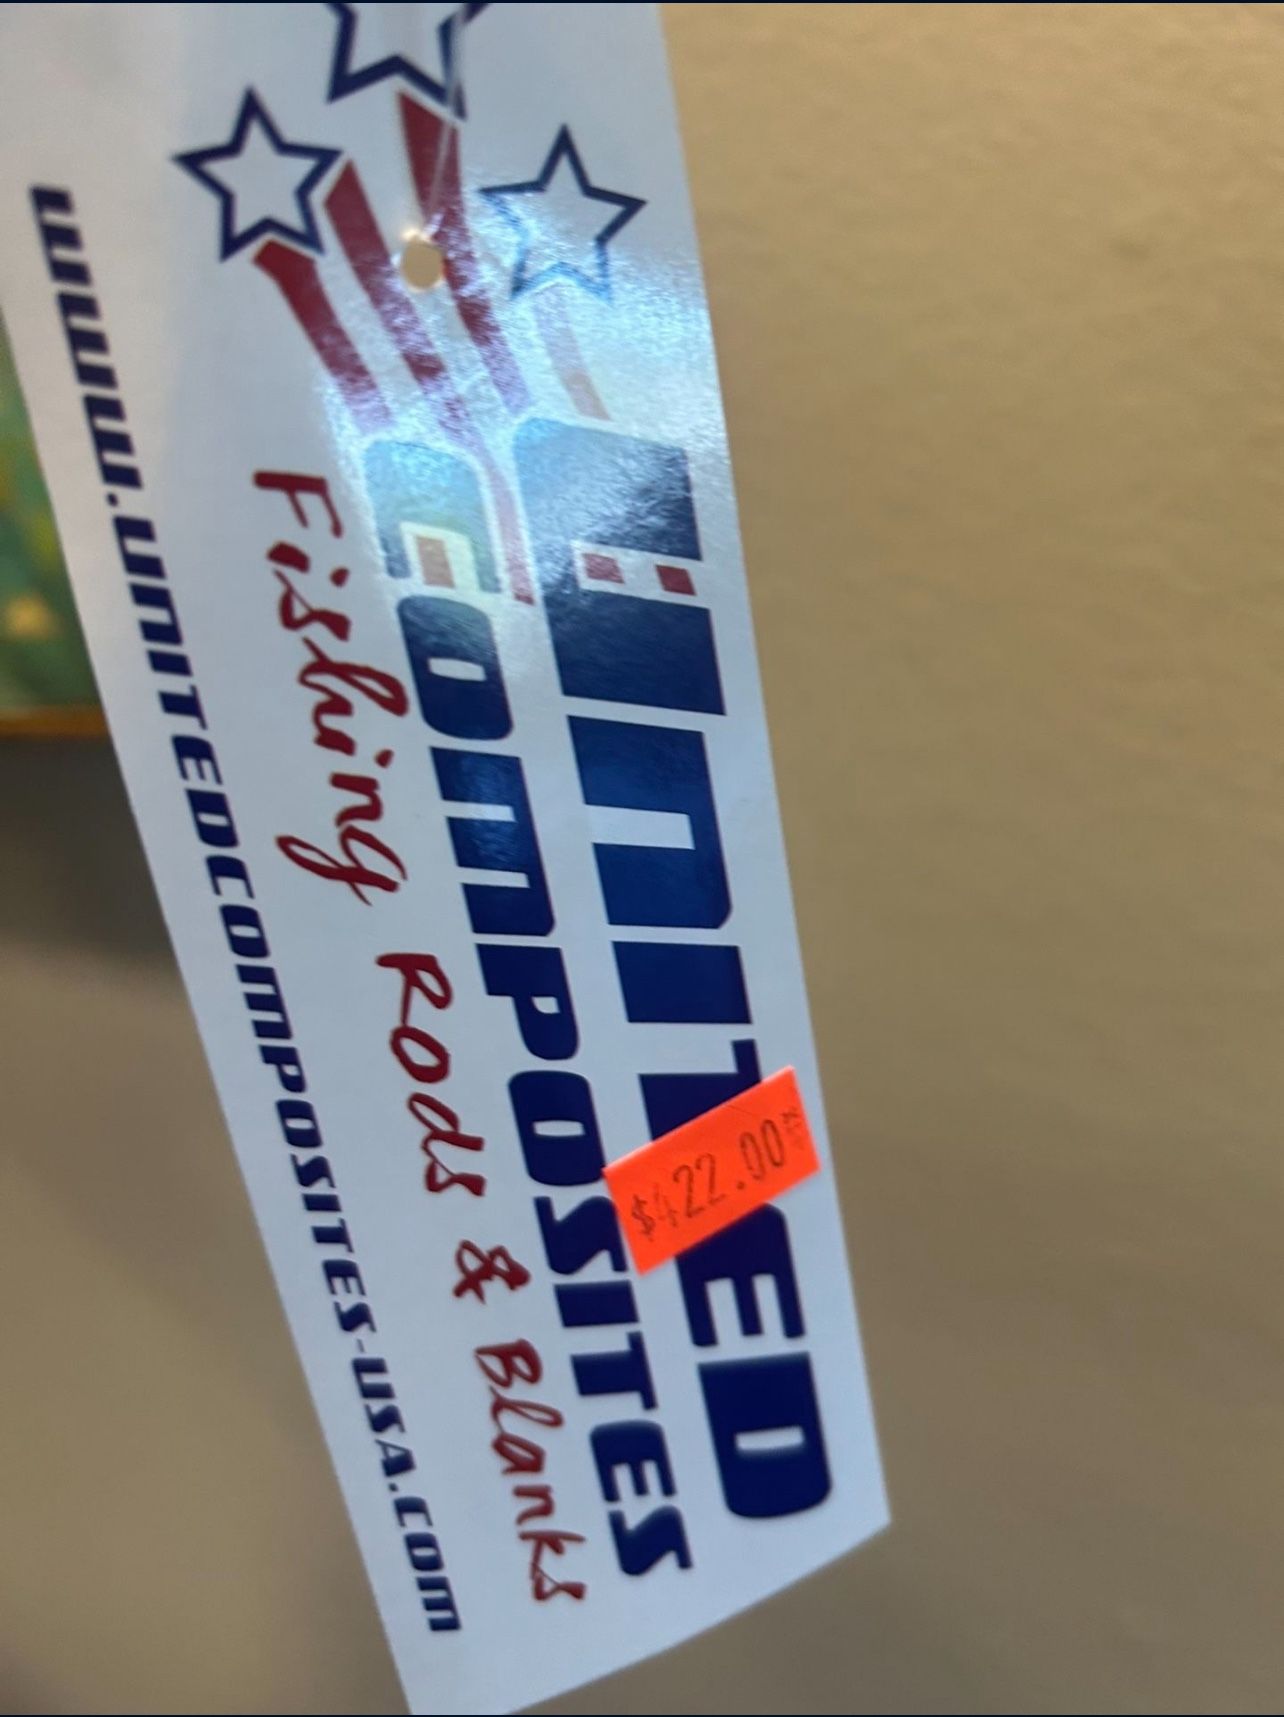 UNITED
COMPOSITES
Fishing Rods & Blanks
www.UNITEDCOMPOSITES-USA.COM
$422.00